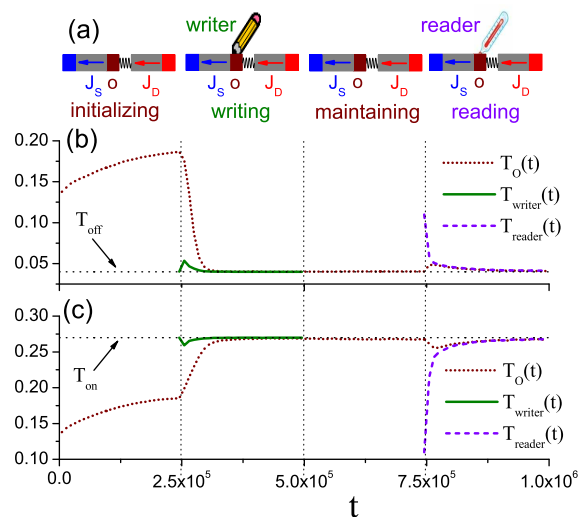 (a) writer reader
J_S O J_D J_S O J_D J_S O J_D J_S O J_D
initializing writing maintaining reading
(b)
0.20
0.15
0.10
0.05
T_off
T_O(t)
T_writer(t)
T_reader(t)
(c)
0.30
0.25
0.20
0.15
0.10
T_on
T_O(t)
T_writer(t)
T_reader(t)
0.0 2.5x10^5 5.0x10^5 7.5x10^5 1.0x10^6
t